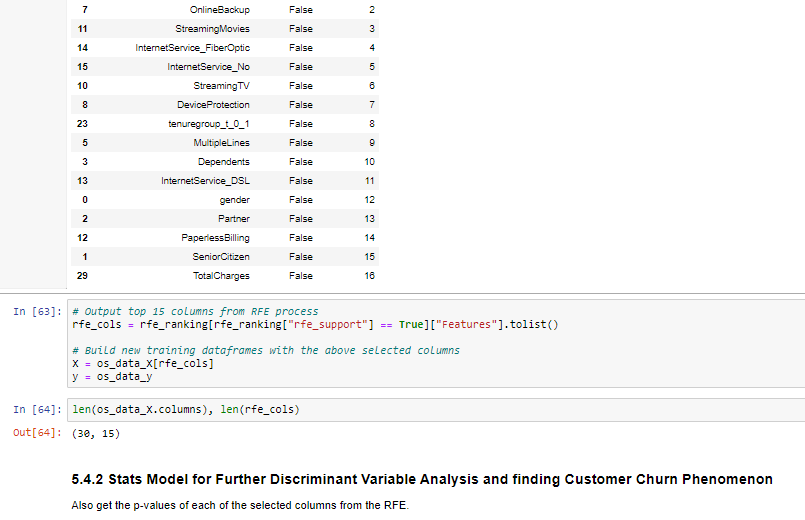 7 OnlineBackup False 2
11 StreamingMovies False 3
14 InternetService_FiberOptic False 4
15 InternetService_No False 5
10 StreamingTV False 6
8 DeviceProtection False 7
23 tenuregroup_t_0_1 False 8
5 MultipleLines False 9
3 Dependents False 10
13 InternetService_DSL False 11
0 gender False 12
2 Partner False 13
12 PaperlessBilling False 14
1 SeniorCitizen False 15
29 TotalCharges False 16
In [63]: # Output top 15 columns from RFE process
rfe_cols = rfe_ranking[rfe_ranking["rfe_support"] == True]["Features"].tolist()
# Build new training dataframes with the above selected columns
X = os_data_X[rfe_cols]
y = os_data_y
In [64]: len(os_data_X.columns), len(rfe_cols)
Out[64]: (30, 15)
5.4.2 Stats Model for Further Discriminant Variable Analysis and finding Customer Churn Phenomenon
Also get the p-values of each of the selected columns from the RFE.